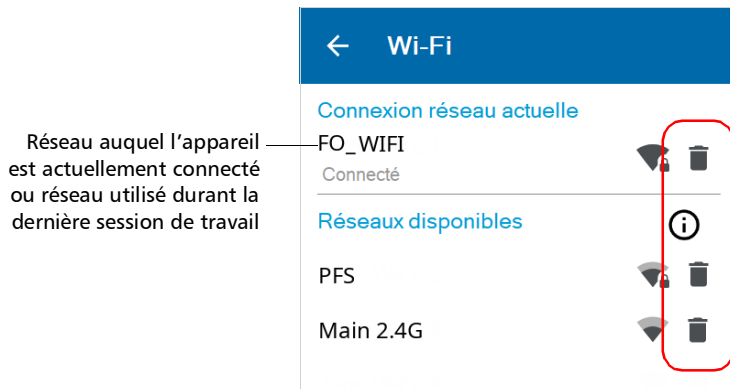 Wi-Fi
Connexion réseau actuelle
Réseau auquel l'appareil
est actuellement connecté
ou réseau utilisé durant la
dernière session de travail
FO_WIFI
Connecté
Réseaux disponibles
PFS
Main 2.4G